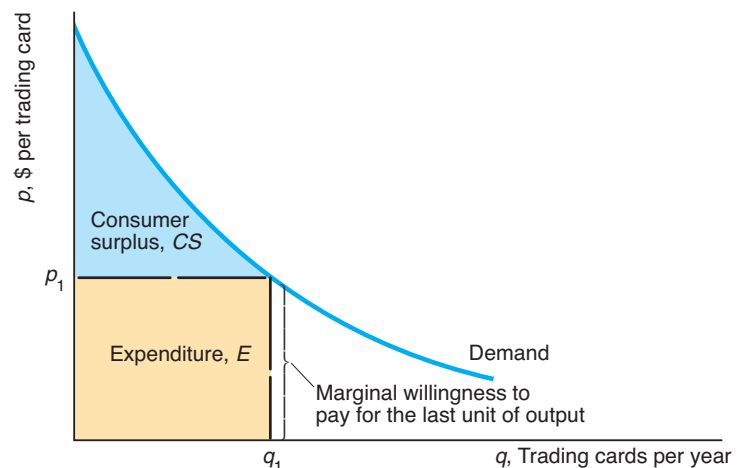 p, $ per trading card
Consumer
surplus, CS
p1
Expenditure, E
Demand
Marginal willingness to
pay for the last unit of output
q1
q, Trading cards per year